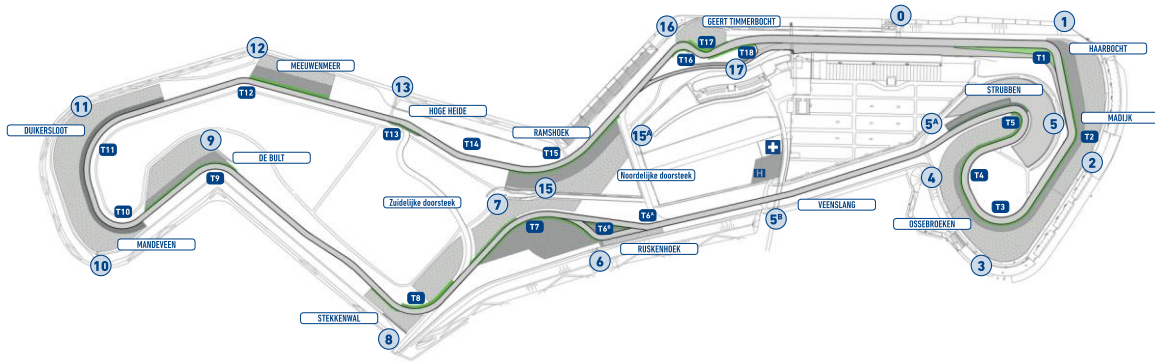 0
1
16
GEERT TIMMERBOCHT
T17
T18
T16
17
T1
HAARBOCHT
12
MEEUWENMEER
T12
13
HOGE HEIDE
T13
T14
RAMSHOEK
T15
15ᴬ
15
Noordelijke doorsteek
STRUBBEN
5ᴬ
T5
5
MADIJK
T2
2
11
DUIKERSLOOT
T11
9
DE BULT
T9
T10
MANDEVEEN
10
Zuidelijke doorsteek
7
T7
T6ᴬ
T6ᴮ
RUSKENHOEK
6
H
5ᴮ
VEENSLANG
4
T4
T3
OSSEBROEKEN
3
T8
STEKKENWAL
8